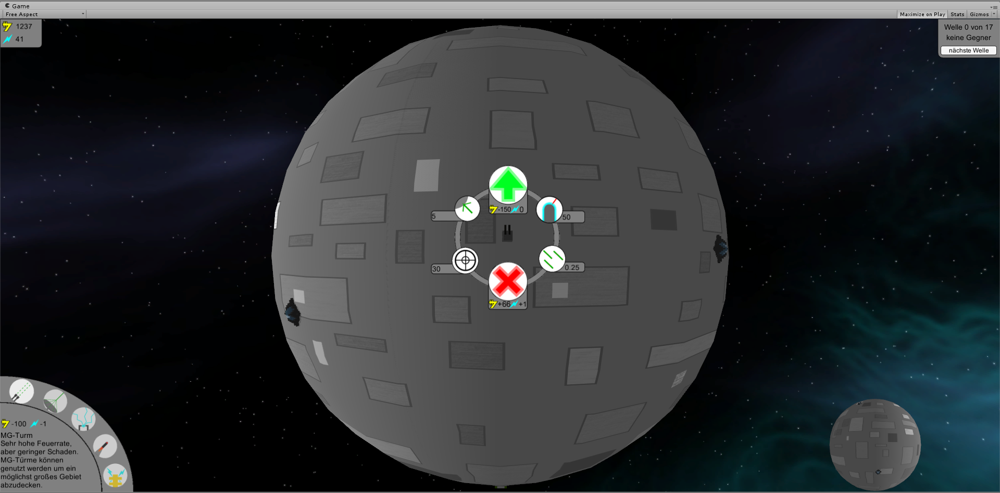 Game
Free Aspect
Maximize on Play Stats Gizmos
1237
41
Welle 0 von 17
keine Gegner
nächste Welle
-150 0
5
50
30
0.25
+66 +1
-100 -1
MG-Turm
Sehr hohe Feuerrate,
aber geringer Schaden.
MG-Türme können
genutzt werden um ein
möglichst großes Gebiet
abzudecken.